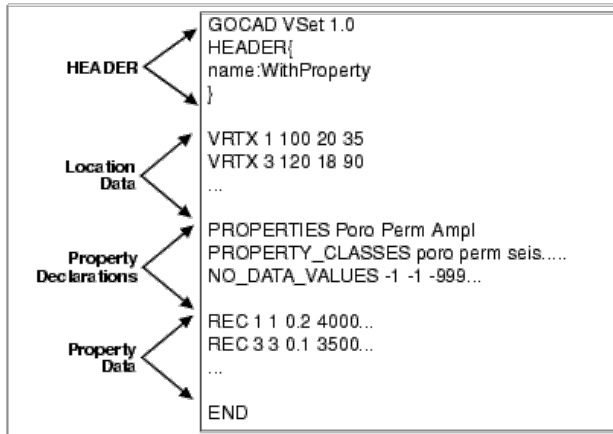 GOCAD VSet 1.0
HEADER{
HEADER
name:WithProperty
}
VRTX 1 100 20 35
VRTX 3 120 18 90
Location
Data
...
PROPERTIES Poro Perm Ampl
PROPERTY_CLASSES poro perm seis.....
Property
Declarations
NO_DATA_VALUES -1 -1 -999...
REC 1 1 0.2 4000...
REC 3 3 0.1 3500...
Property
Data
...
END